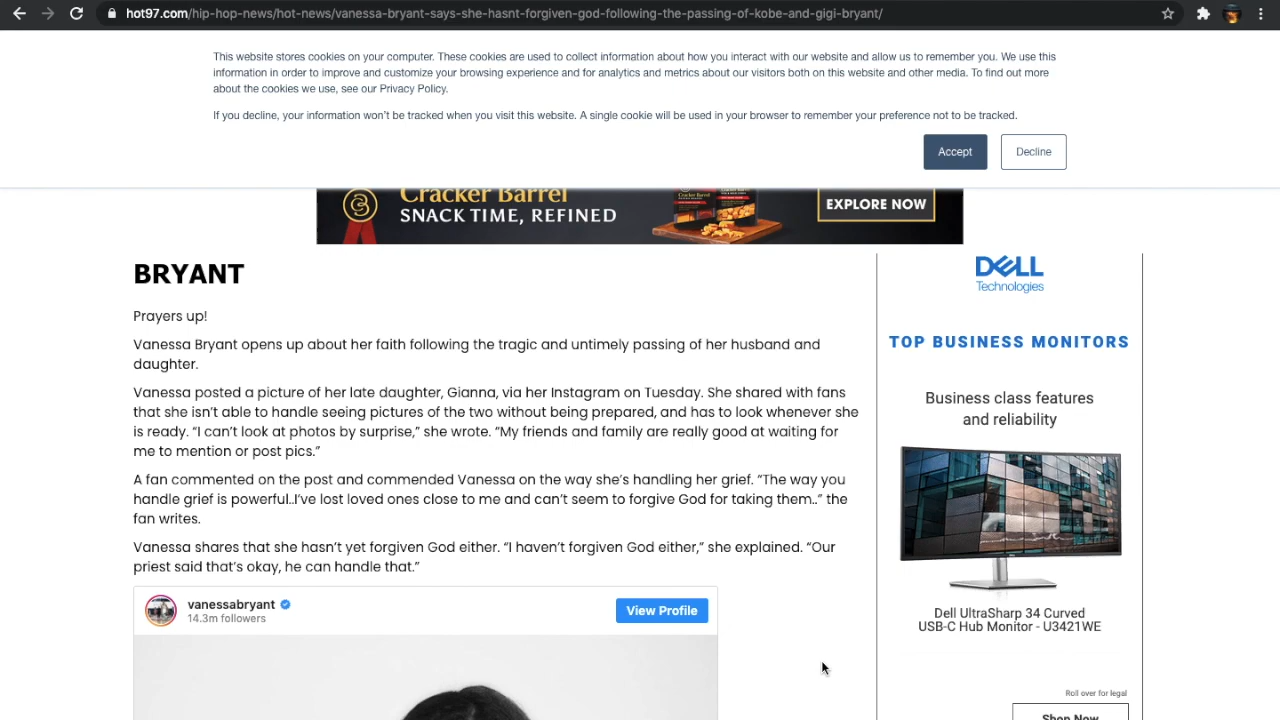 hot97.com/hip-hop-news/hot-news/vanessa-bryant-says-she-hasnt-forgiven-god-following-the-passing-of-kobe-and-gigi-bryant/
This website stores cookies on your computer. These cookies are used to collect information about how you interact with our website and allow us to remember you. We use this
information in order to improve and customize your browsing experience and for analytics and metrics about our visitors both on this website and other media. To find out more
about the cookies we use, see our Privacy Policy.
If you decline, your information won’t be tracked when you visit this website. A single cookie will be used in your browser to remember your preference not to be tracked.
Accept
Decline
Cracker Barrel
SNACK TIME, REFINED
EXPLORE NOW
BRYANT
Prayers up!
Vanessa Bryant opens up about her faith following the tragic and untimely passing of her husband and
daughter.
Vanessa posted a picture of her late daughter, Gianna, via her Instagram on Tuesday. She shared with fans
that she isn’t able to handle seeing pictures of the two without being prepared, and has to look whenever she
is ready. “I can’t look at photos by surprise,” she wrote. “My friends and family are really good at waiting for
me to mention or post pics.”
A fan commented on the post and commended Vanessa on the way she’s handling her grief. “The way you
handle grief is powerful..I’ve lost loved ones close to me and can’t seem to forgive God for taking them..” the
fan writes.
Vanessa shares that she hasn’t yet forgiven God either. “I haven’t forgiven God either,” she explained. “Our
priest said that’s okay, he can handle that.”
vanessabryant
14.3m followers
View Profile
DELL
Technologies
TOP BUSINESS MONITORS
Business class features
and reliability
Dell UltraSharp 34 Curved
USB-C Hub Monitor - U3421WE
Roll over for legal
Shop Now